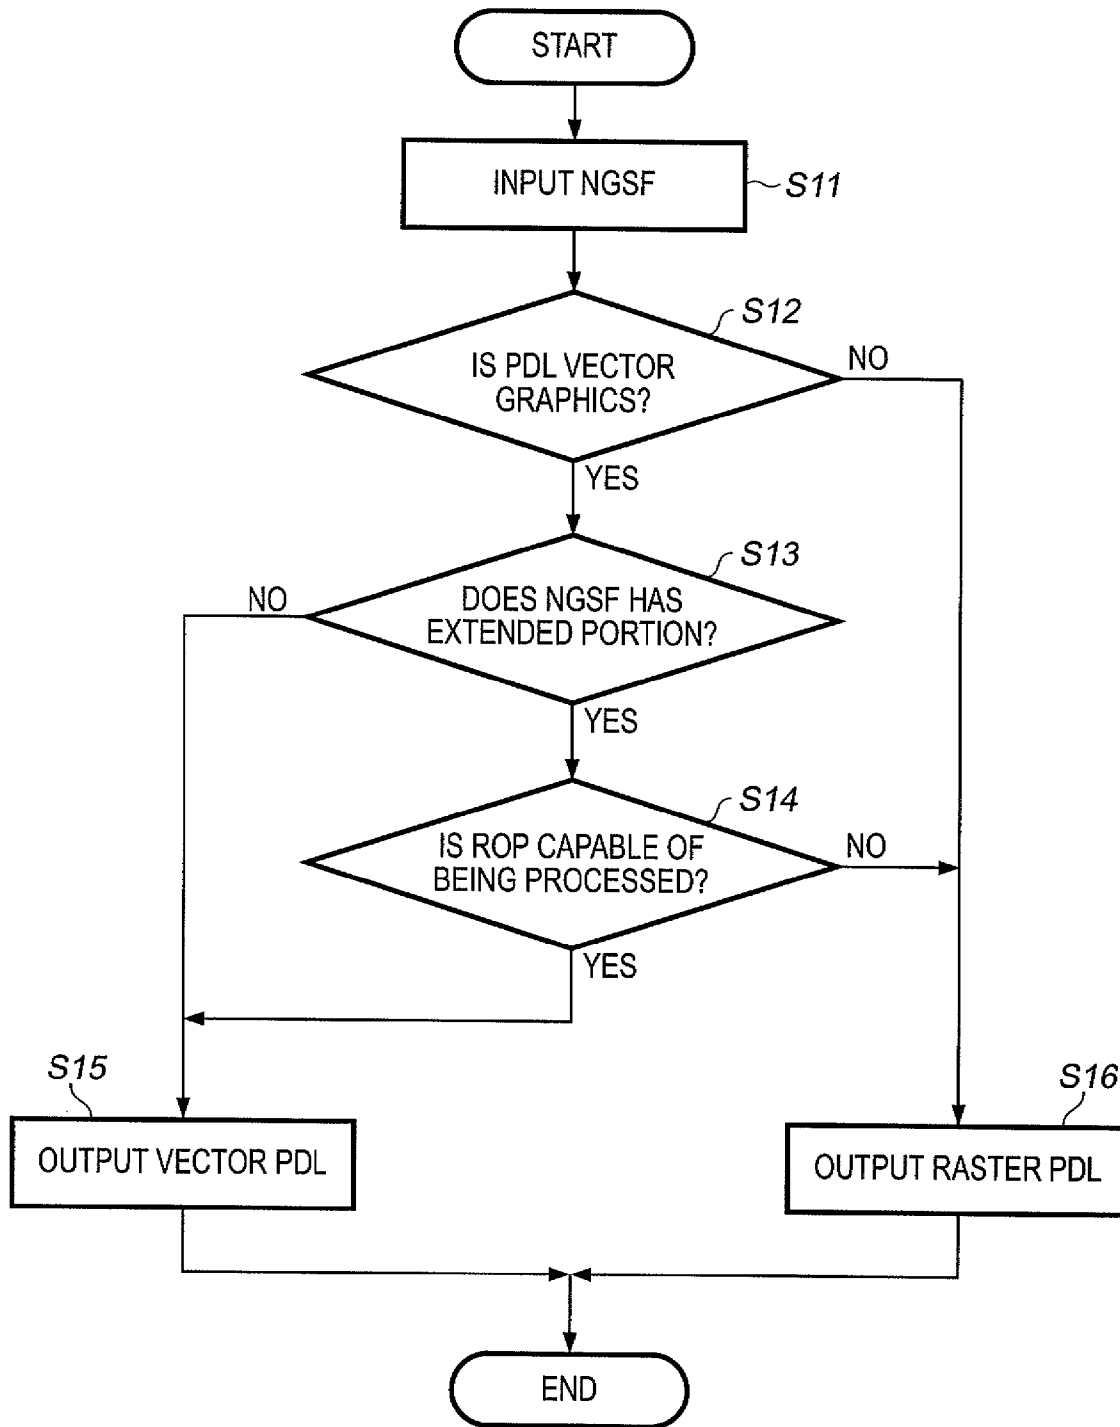 START
INPUT NGSF
S11
S12
IS PDL VECTOR
GRAPHICS?
NO
YES
S13
NO
DOES NGSF HAS
EXTENDED PORTION?
YES
S14
IS ROP CAPABLE OF
BEING PROCESSED?
NO
YES
S15
OUTPUT VECTOR PDL
S16
OUTPUT RASTER PDL
END